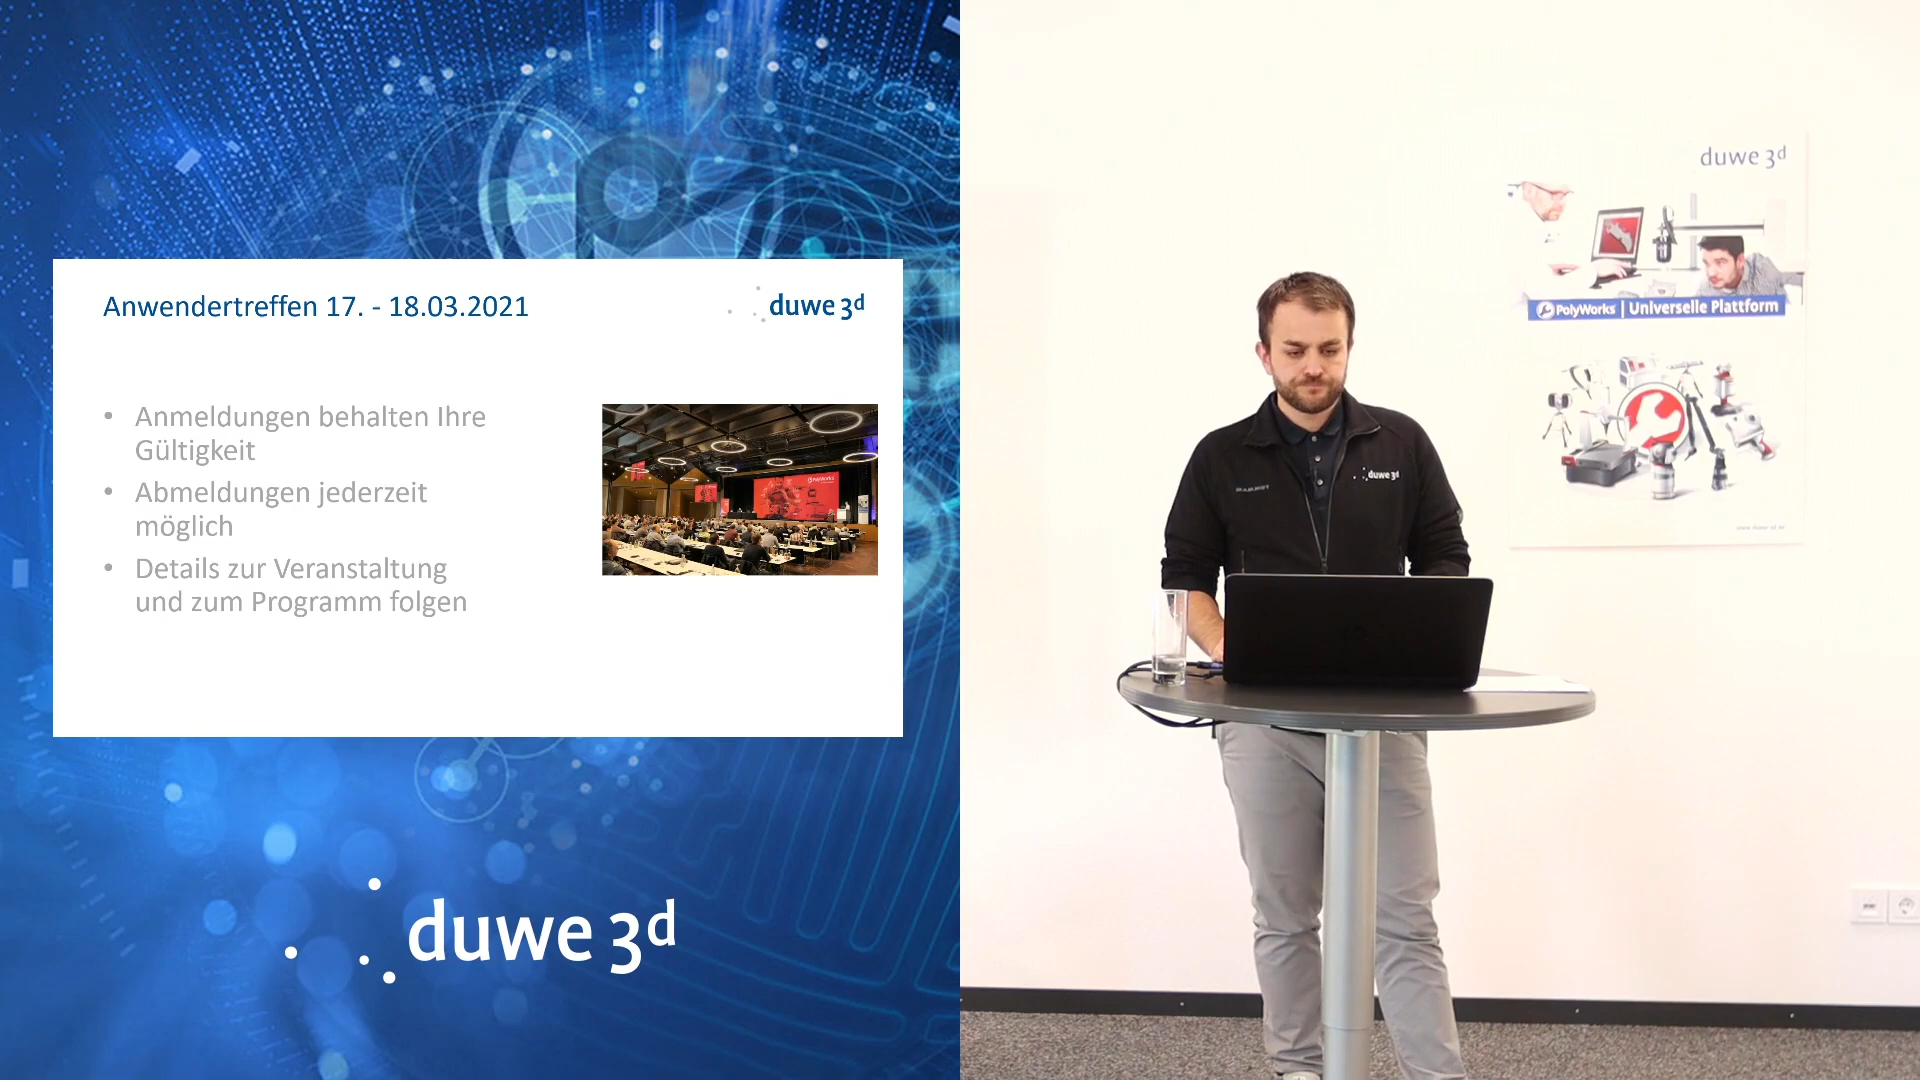 Anwendertreffen 17. - 18.03.2021
duwe 3d
• Anmeldungen behalten Ihre
Gültigkeit
• Abmeldungen jederzeit
möglich
• Details zur Veranstaltung
und zum Programm folgen
PolyWorks
duwe 3d
duwe 3d
PolyWorks | Universelle Plattform
duwe 3d